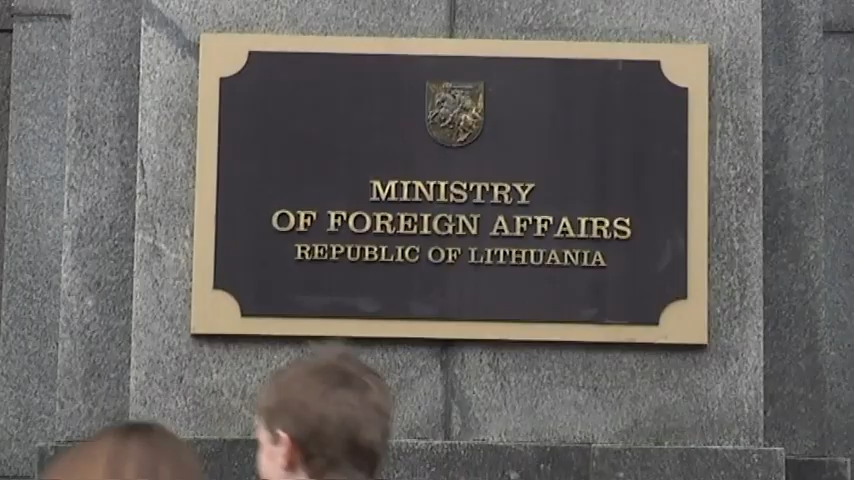 MINISTRY
OF FOREIGN AFFAIRS
REPUBLIC OF LITHUANIA